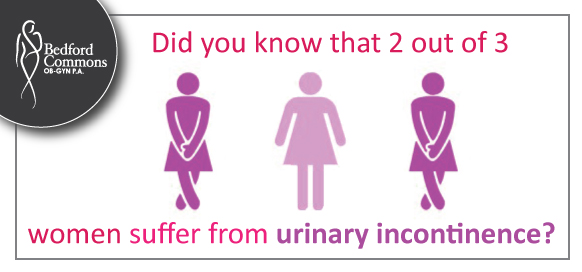 Bedford
Commons
OB-GYN P.A.
Did you know that 2 out of 3
women suffer from urinary incontinence?